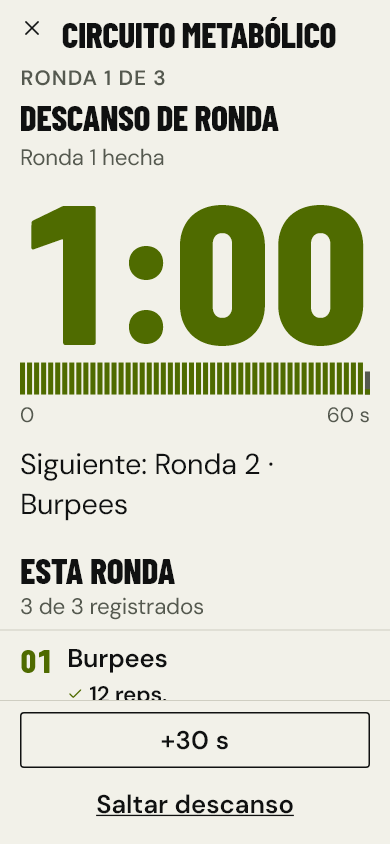 CIRCUITO METABÓLICO
RONDA 1 DE 3
DESCANSO DE RONDA
Ronda 1 hecha
1:00
0
60 s
Siguiente: Ronda 2 ·
Burpees
ESTA RONDA
3 de 3 registrados
01
Burpees
12 reps.
+30 s
Saltar descanso